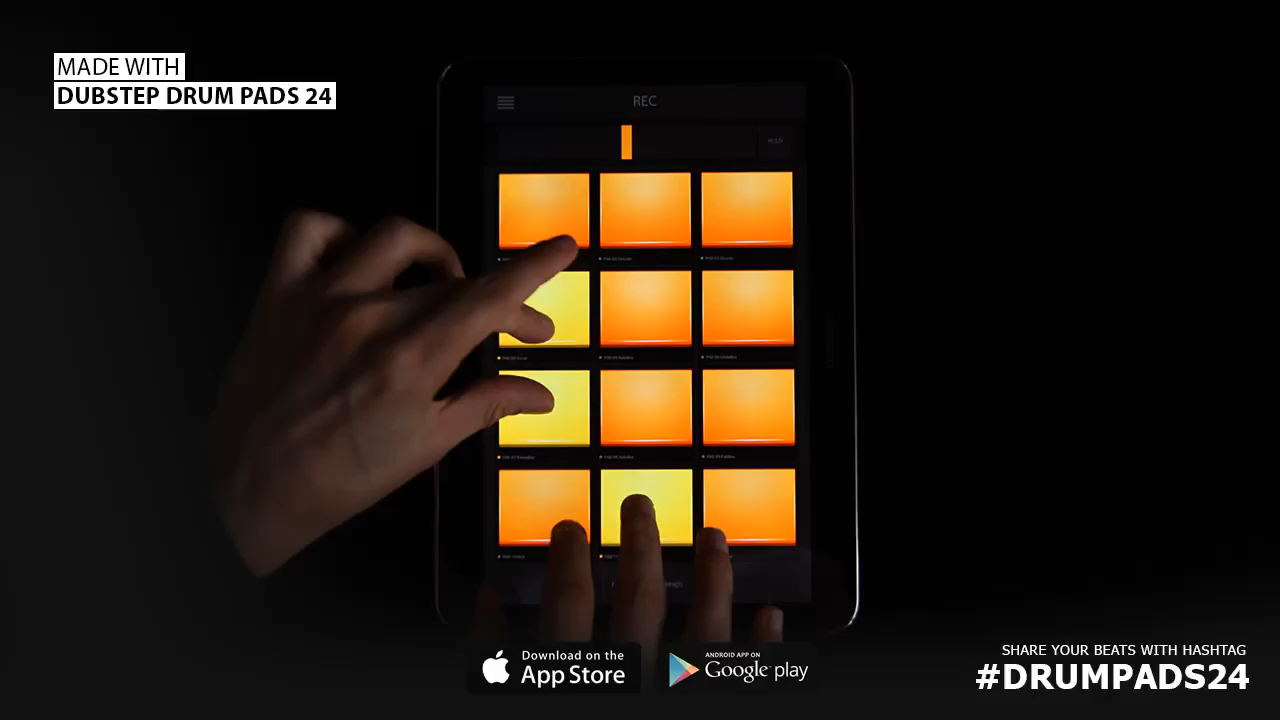 MADE WITH
DUBSTEP DRUM PADS 24
REC
HOLD
Download on the
App Store
ANDROID APP ON
Google play
SHARE YOUR BEATS WITH HASHTAG
#DRUMPADS24